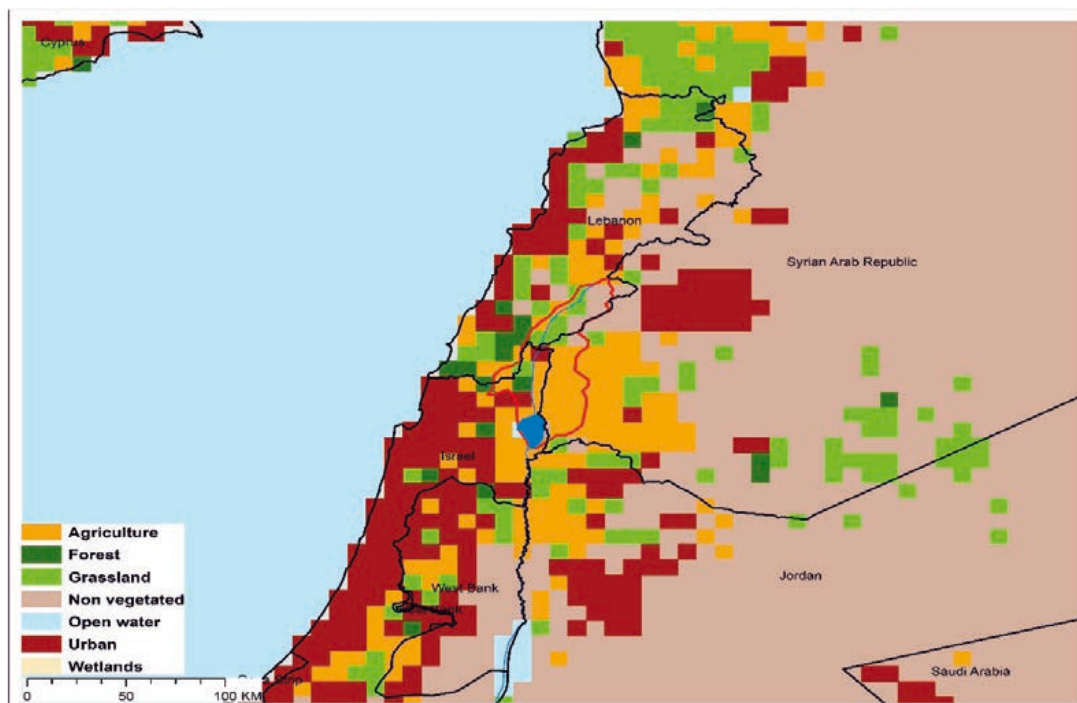 Cyprus
Lebanon
Syrian Arab Republic
Israel
West Bank
Jordan
Saudi Arabia
Agriculture
Forest
Grassland
Non vegetated
Open water
Urban
Wetlands
0 50 100 KM